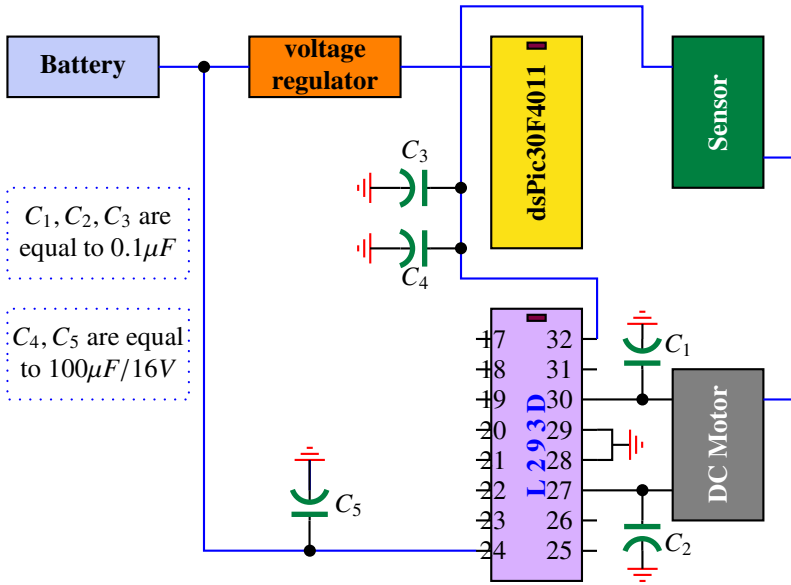 Battery
voltage
regulator
dsPic30F4011
Sensor
C₃
C₄
C₁, C₂, C₃ are
equal to 0.1μF
C₄, C₅ are equal
to 100μF/16V
L293D
17
18
19
20
21
22
23
24
32
31
30
29
28
27
26
25
C₁
DC Motor
C₅
C₂